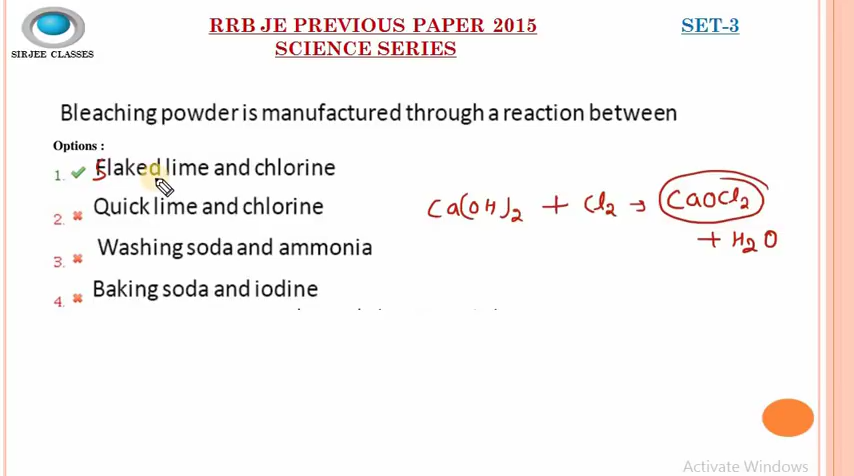 RRB JE PREVIOUS PAPER 2015
SET-3
SCIENCE SERIES
SIRJEE CLASSES
Bleaching powder is manufactured through a reaction between
Options :
1. Slaked lime and chlorine
2. Quick lime and chlorine
Ca(OH)2 + Cl2 → CaOCl2
+ H2O
3. Washing soda and ammonia
4. Baking soda and iodine
Activate Windows